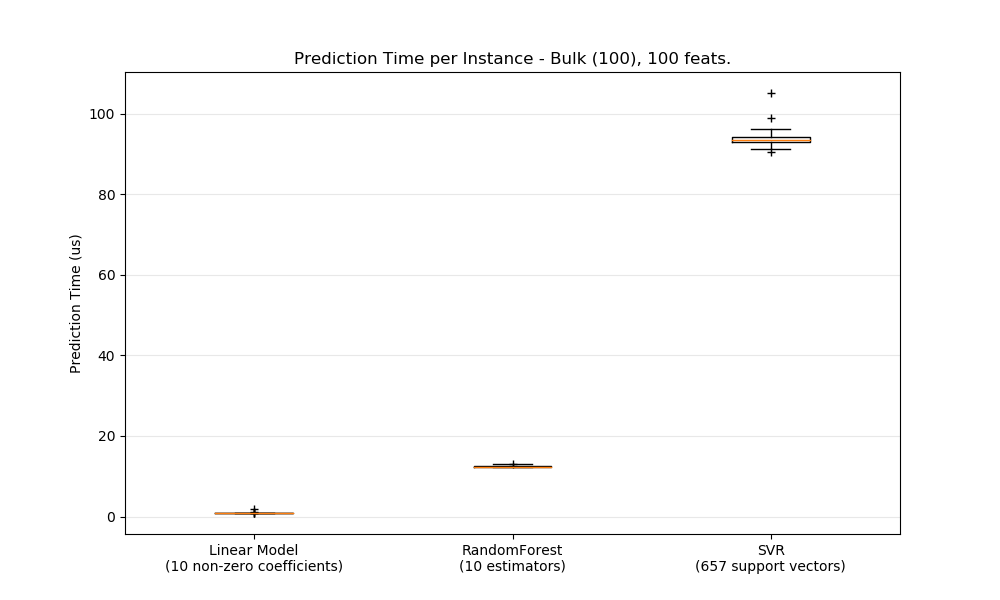 Prediction Time per Instance - Bulk (100), 100 feats.
Prediction Time (us)
100
80
60
40
20
0
Linear Model
(10 non-zero coefficients)
RandomForest
(10 estimators)
SVR
(657 support vectors)